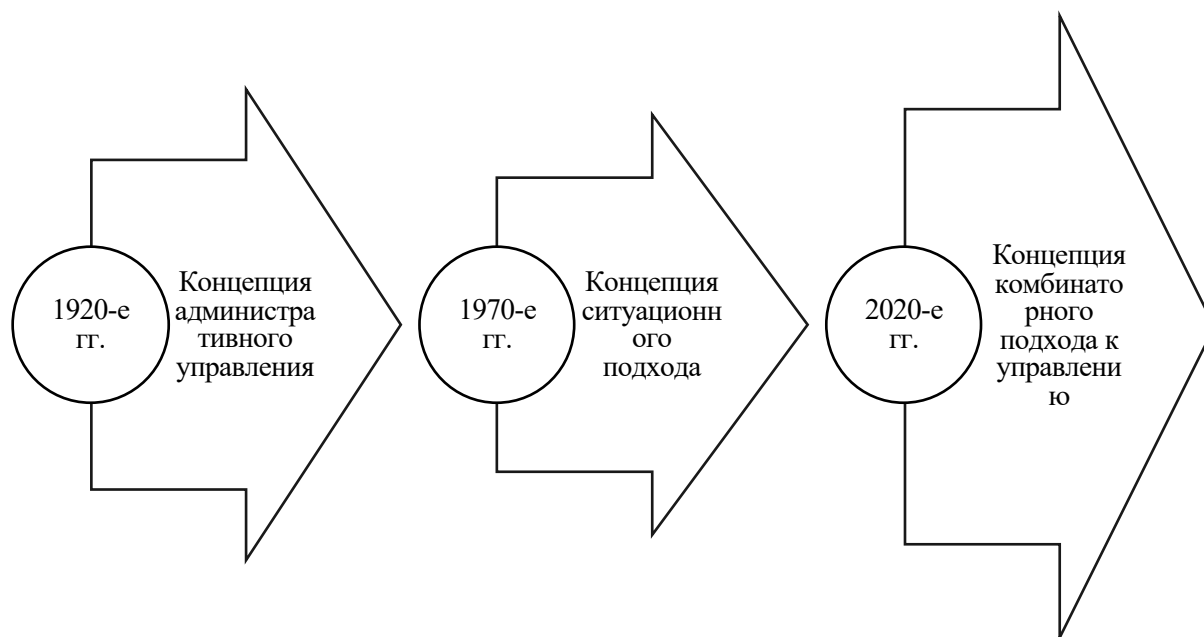 1920-е
гг.
Концепция
администра
тивного
управления
1970-е
гг.
Концепция
ситуационн
ого
подхода
2020-е
гг.
Концепция
комбинато
рного
подхода к
управлени
ю